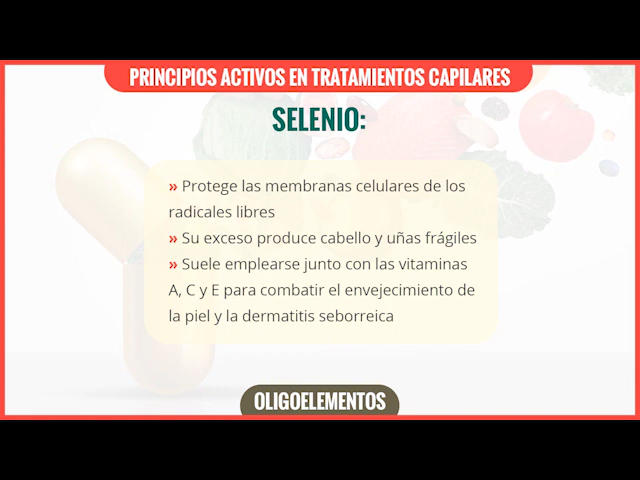 PRINCIPIOS ACTIVOS EN TRATAMIENTOS CAPILARES
SELENIO:
» Protege las membranas celulares de los
radicales libres
» Su exceso produce cabello y uñas frágiles
» Suele emplearse junto con las vitaminas
A, C y E para combatir el envejecimiento de
la piel y la dermatitis seborreica
OLIGOELEMENTOS